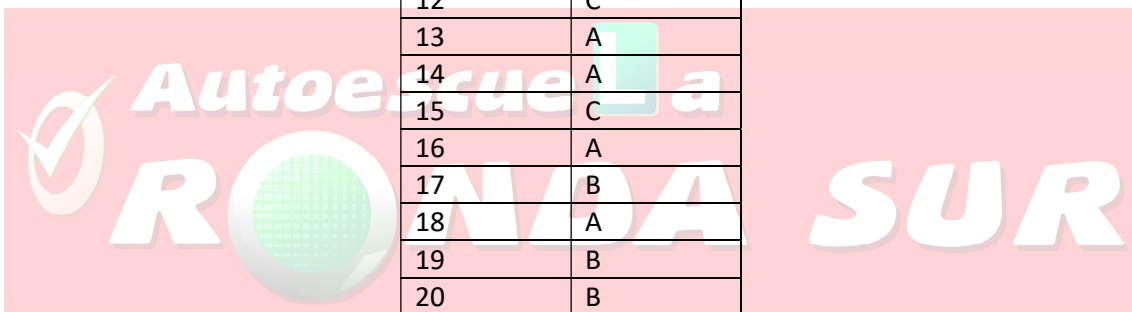 12 C
13 A
14 A
Autoescuela
15 C
16 A
17 B
RONDA SUR
18 A
19 B
20 B